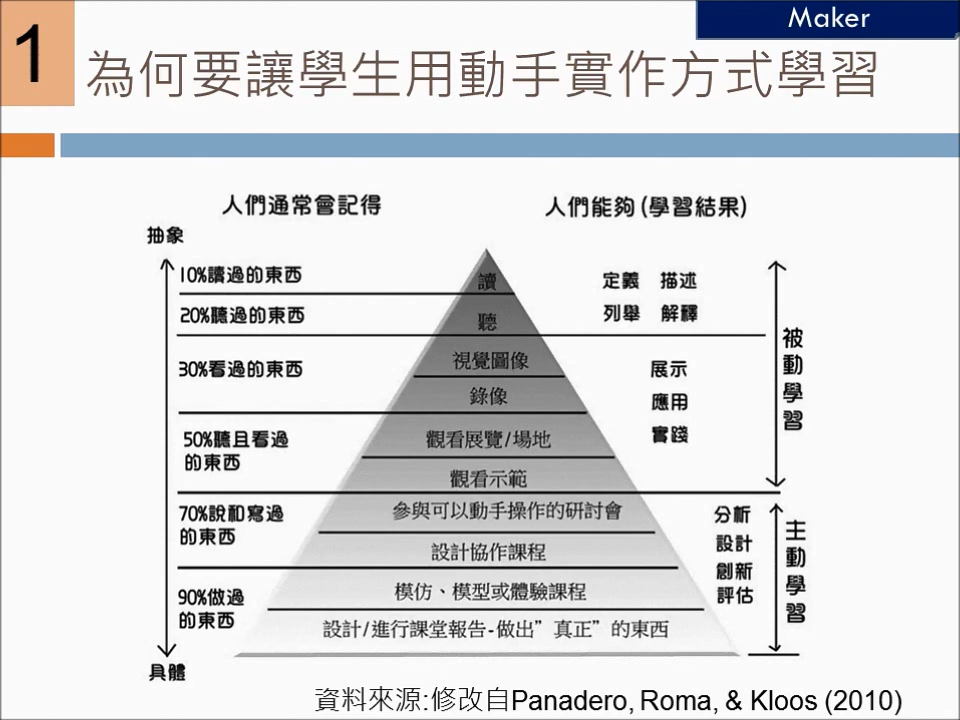 Maker
1
為何要讓學生用動手實作方式學習
人們通常會記得
人們能夠(學習結果)
抽象
10%讀過的東西
讀
定義 描述
20%聽過的東西
聽
列舉 解釋
30%看過的東西
視覺圖像
錄像
展示
應用
實踐
被動學習
50%聽且看過
的東西
觀看展覽/場地
觀看示範
70%說和寫過
的東西
參與可以動手操作的研討會
設計協作課程
分析
設計
創新
評估
主動學習
90%做過
的東西
模仿、模型或體驗課程
設計/進行課堂報告-做出”真正”的東西
具體
資料來源:修改自Panadero, Roma, & Kloos (2010)